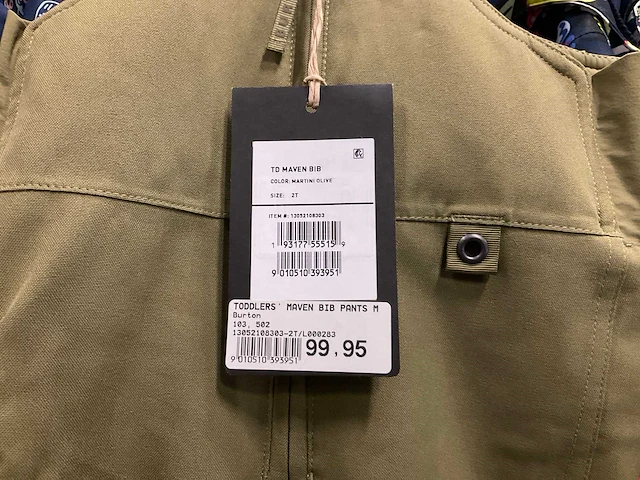 TD MAVEN BIB
COLOR: MARTINI OLIVE
SIZE: 2T
ITEM #: 13052108303
1 93177 55515 9
9 010510 393951
TODDLERS' MAVEN BIB PANTS M
Burton
103, 502
13052108303-2T/L000283
9 010510 393951
99,95